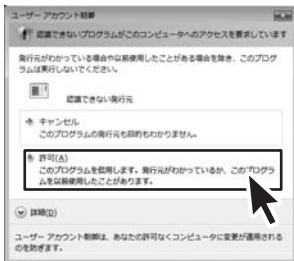 ユーザー アカウント制御
認識できないプログラムがこのコンピュータへのアクセスを要求しています
発行元がわかっている場合や以前使用したことがある場合を除き、このプログ
ラムは実行しないでください。
認識できない発行元
キャンセル
このプログラムの発行元も目的もわかりません。
許可(A)
このプログラムを信用します。発行元がわかっているか、このプログラ
ムを以前使用したことがあります。
詳細(D)
ユーザー アカウント制御は、あなたの許可なくコンピュータに変更が適用される
のを防ぎます。